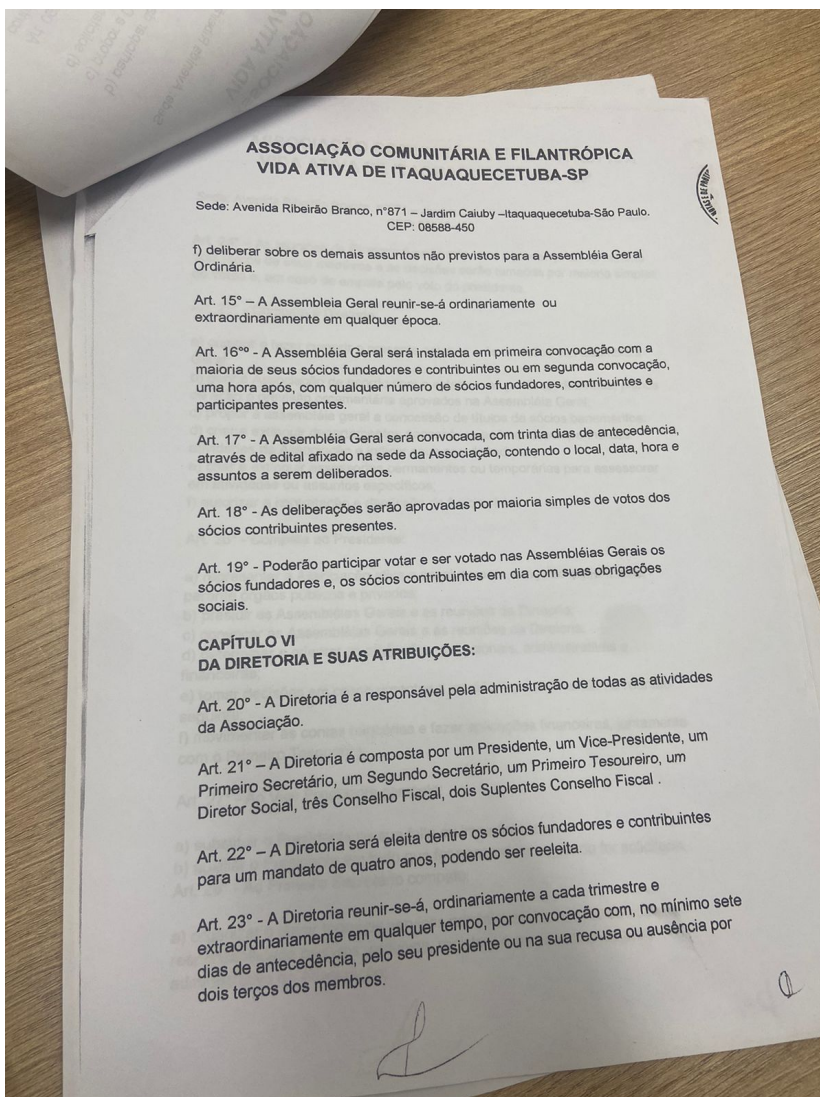 ASSOCIAÇÃO COMUNITÁRIA E FILANTRÓPICA
VIDA ATIVA DE ITAQUAQUECETUBA-SP
Sede: Avenida Ribeirão Branco, n°871 – Jardim Caiuby –Itaquaquecetuba-São Paulo.
CEP: 08588-450
f) deliberar sobre os demais assuntos não previstos para a Assembléia Geral
Ordinária.
Art. 15° – A Assembleia Geral reunir-se-á ordinariamente ou
extraordinariamente em qualquer época.
Art. 16°º - A Assembléia Geral será instalada em primeira convocação com a
maioria de seus sócios fundadores e contribuintes ou em segunda convocação,
uma hora após, com qualquer número de sócios fundadores, contribuintes e
participantes presentes.
Art. 17° - A Assembléia Geral será convocada, com trinta dias de antecedência,
através de edital afixado na sede da Associação, contendo o local, data, hora e
assuntos a serem deliberados.
Art. 18° - As deliberações serão aprovadas por maioria simples de votos dos
sócios contribuintes presentes.
Art. 19° - Poderão participar votar e ser votado nas Assembléias Gerais os
sócios fundadores e, os sócios contribuintes em dia com suas obrigações
sociais.
CAPÍTULO VI
DA DIRETORIA E SUAS ATRIBUIÇÕES:
Art. 20° - A Diretoria é a responsável pela administração de todas as atividades
da Associação.
Art. 21° – A Diretoria é composta por um Presidente, um Vice-Presidente, um
Primeiro Secretário, um Segundo Secretário, um Primeiro Tesoureiro, um
Diretor Social, três Conselho Fiscal, dois Suplentes Conselho Fiscal .
Art. 22° – A Diretoria será eleita dentre os sócios fundadores e contribuintes
para um mandato de quatro anos, podendo ser reeleita.
Art. 23° - A Diretoria reunir-se-á, ordinariamente a cada trimestre e
extraordinariamente em qualquer tempo, por convocação com, no mínimo sete
dias de antecedência, pelo seu presidente ou na sua recusa ou ausência por
dois terços dos membros.